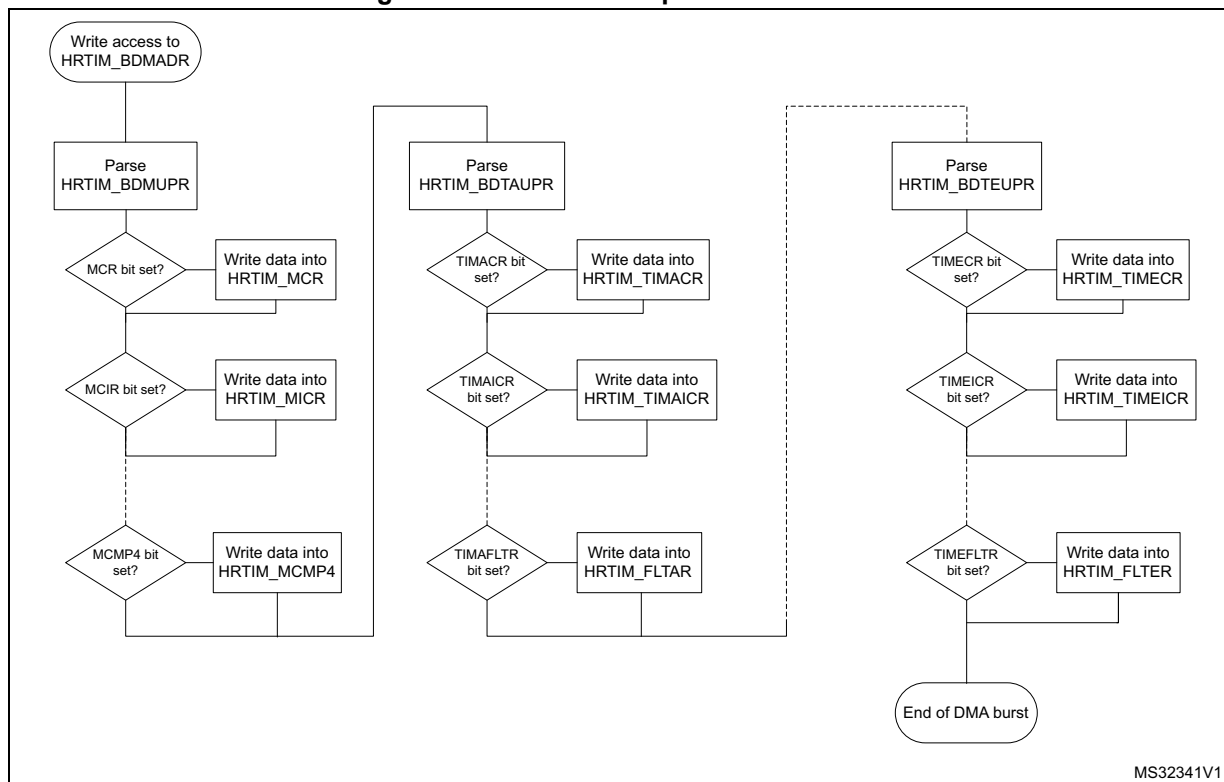 Write access to
HRTIM_BDMADR
Parse
HRTIM_BDMUPR
MCR bit set?
Write data into
HRTIM_MCR
MCIR bit set?
Write data into
HRTIM_MICR
MCMP4 bit
set?
Write data into
HRTIM_MCMP4
Parse
HRTIM_BDTAUPR
TIMACR bit
set?
Write data into
HRTIM_TIMACR
TIMAICR
bit set?
Write data into
HRTIM_TIMAICR
TIMAFLTR
bit set?
Write data into
HRTIM_FLTAR
Parse
HRTIM_BDTEUPR
TIMECR bit
set?
Write data into
HRTIM_TIMECR
TIMEICR
bit set?
Write data into
HRTIM_TIMEICR
TIMEFLTR
bit set?
Write data into
HRTIM_FLTER
End of DMA burst
MS32341V1